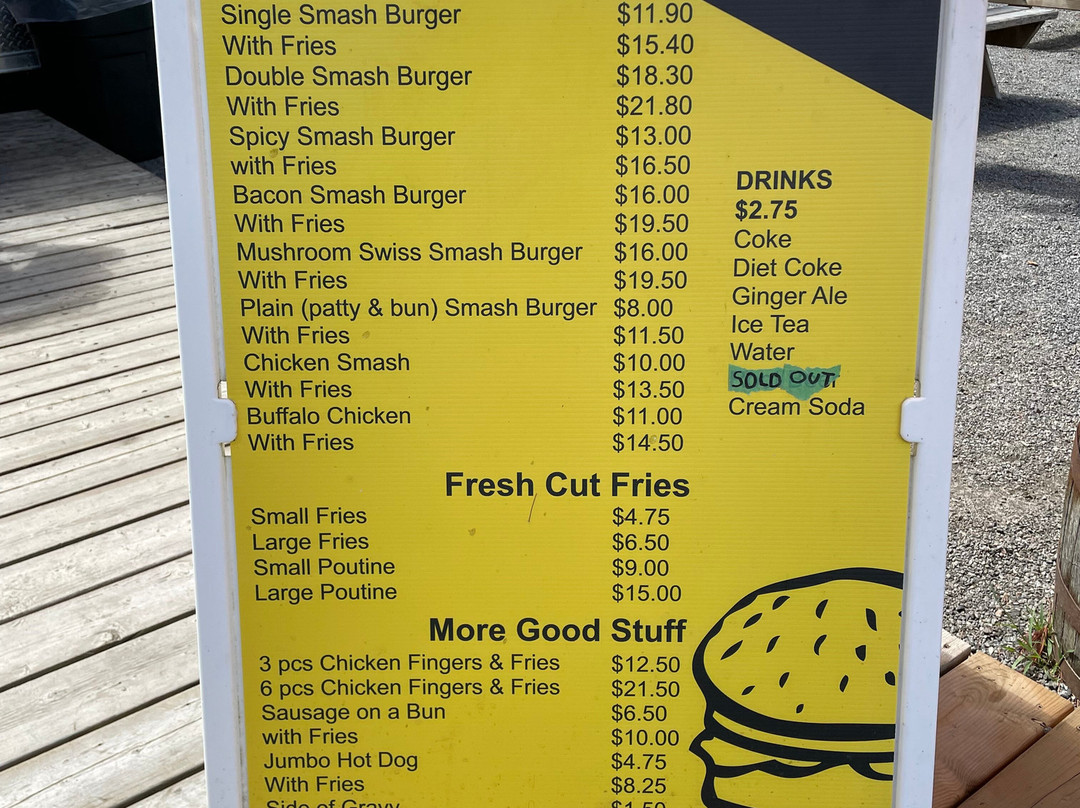 Single Smash Burger $11.90
With Fries $15.40
Double Smash Burger $18.30
With Fries $21.80
Spicy Smash Burger $13.00
with Fries $16.50
Bacon Smash Burger $16.00
With Fries $19.50
Mushroom Swiss Smash Burger $16.00
With Fries $19.50
Plain (patty & bun) Smash Burger $8.00
With Fries $11.50
Chicken Smash $10.00
With Fries $13.50
Buffalo Chicken $11.00
With Fries $14.50
DRINKS
$2.75
Coke
Diet Coke
Ginger Ale
Ice Tea
Water
SOLD OUT
Cream Soda
Fresh Cut Fries
Small Fries $4.75
Large Fries $6.50
Small Poutine $9.00
Large Poutine $15.00
More Good Stuff
3 pcs Chicken Fingers & Fries $12.50
6 pcs Chicken Fingers & Fries $21.50
Sausage on a Bun $6.50
with Fries $10.00
Jumbo Hot Dog $4.75
With Fries $8.25
Side of Gravy $1.50